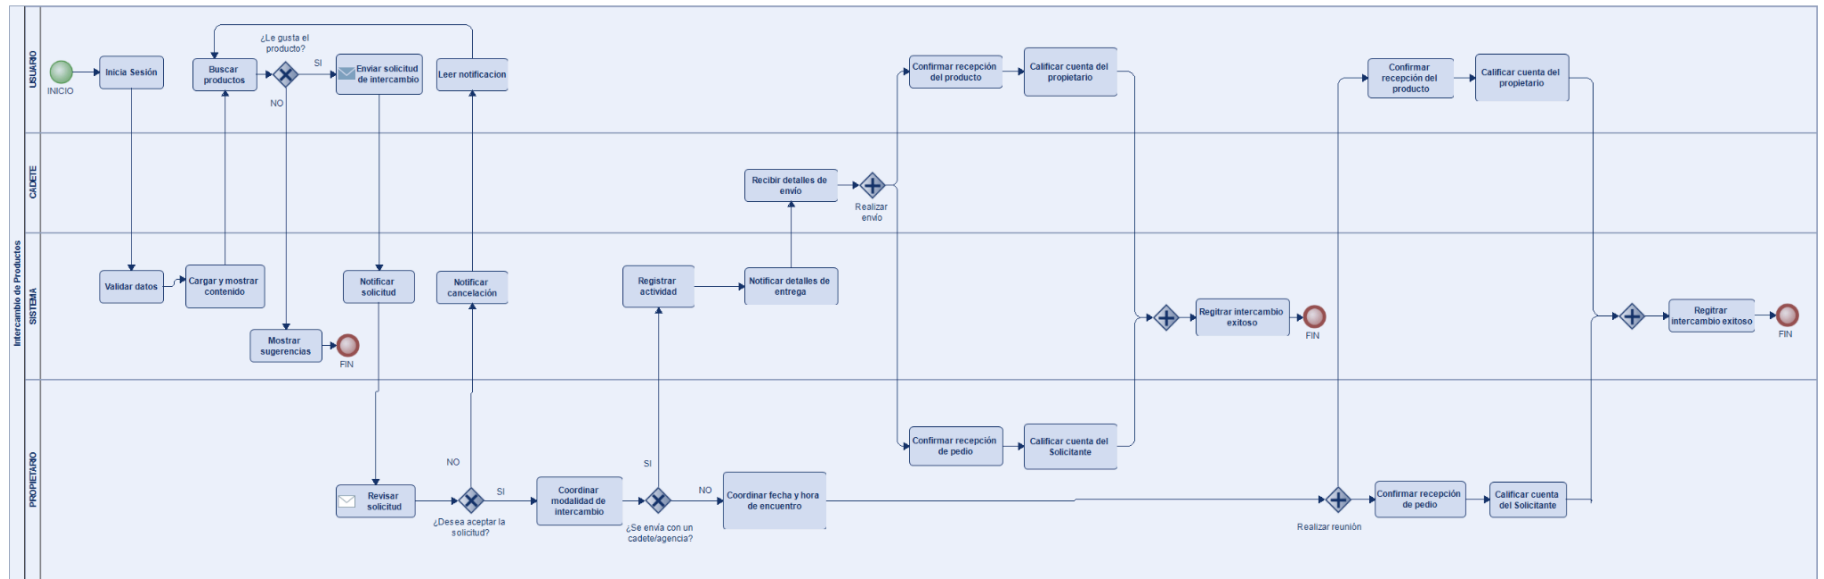 Intercambio de Productos
USUARIO
INICIO
Inicia Sesión
Buscar
productos
¿Le gusta el
producto?
SI
NO
Enviar solicitud
de intercambio
Leer notificacion
Confirmar recepción
del producto
Calificar cuenta del
propietario
Confirmar
recepción del
producto
Calificar cuenta del
propietario
CADETE
Recibir detalles de
envío
Realizar
envío
SISTEMA
Validar datos
Cargar y mostrar
contenido
Mostrar
sugerencias
FIN
Notificar
solicitud
Notificar
cancelación
Registrar
actividad
Notificar detalles de
entrega
Regitrar intercambio
exitoso
FIN
Regitrar
intercambio exitoso
FIN
PROPIETARIO
Revisar
solicitud
NO
SI
¿Desea aceptar la
solicitud?
Coordinar
modalidad de
intercambio
SI
NO
¿Se envía con un
cadete/agencia?
Coordinar fecha y hora
de encuentro
Confirmar recepción
de pedio
Calificar cuenta del
Solicitante
Realizar reunión
Confirmar recepción
de pedio
Calificar cuenta
del Solicitante